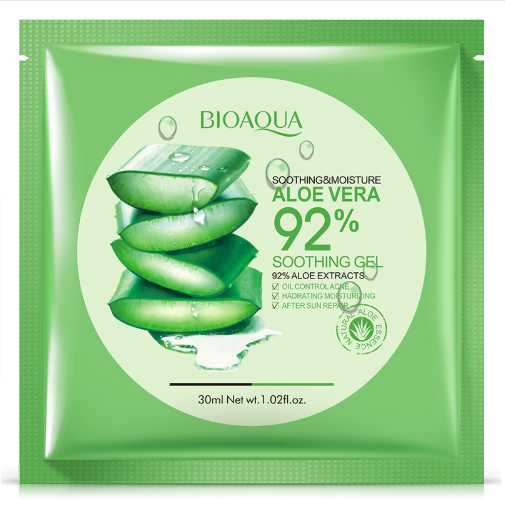 BIOAQUA
SOOTHING&MOISTURE
ALOE VERA
92%
SOOTHING GEL
92% ALOE EXTRACTS
OIL CONTROL ACNE
HADRATING MOISTURIZING
AFTER SUN REPAIR
NATURAL ALOE ESSENCE
30ml Net wt.1.02fl.oz.